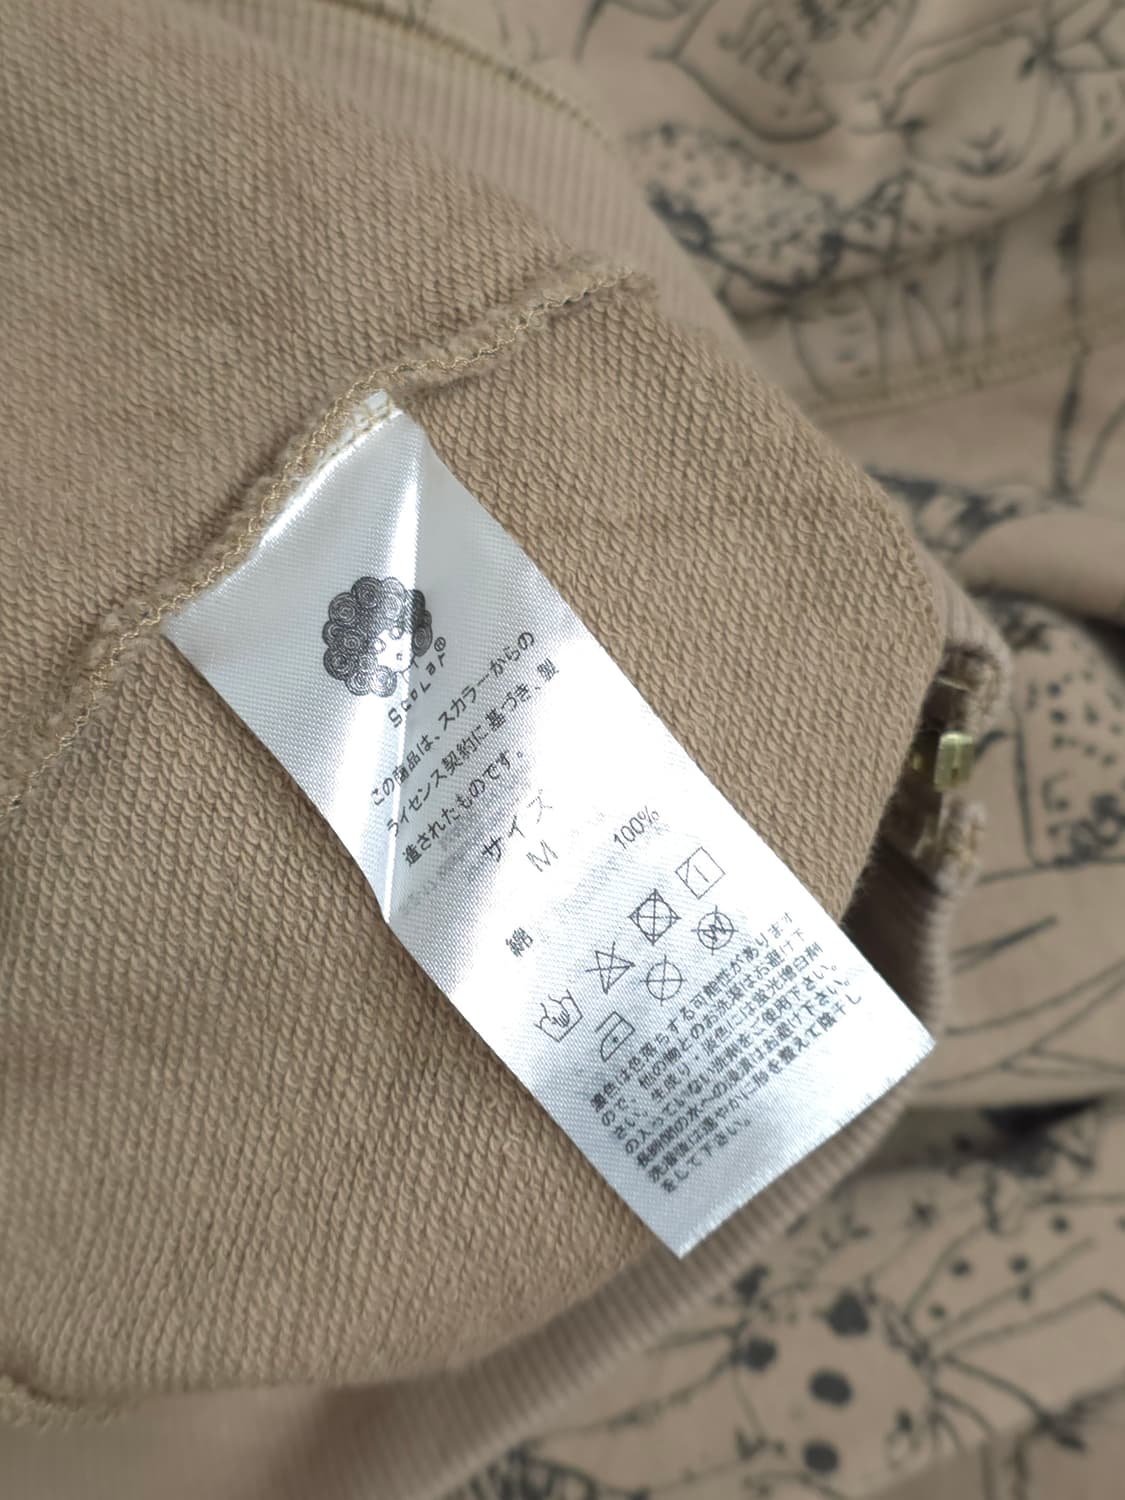 ScoLar®
この商品は、スカラーからの
ライセンス契約に基づき、製
造されたものです。
サイズ
M
綿 100%
濃色は色落ちする可能性があります
ので、他の物とのお洗濯はお避け下
さい。生成り・淡色には蛍光増白剤
の入っていない洗剤をご使用下さい。
長時間の水への浸漬はお避け下さい。
洗濯後は速やかに形を整えて陰干し
をして下さい。